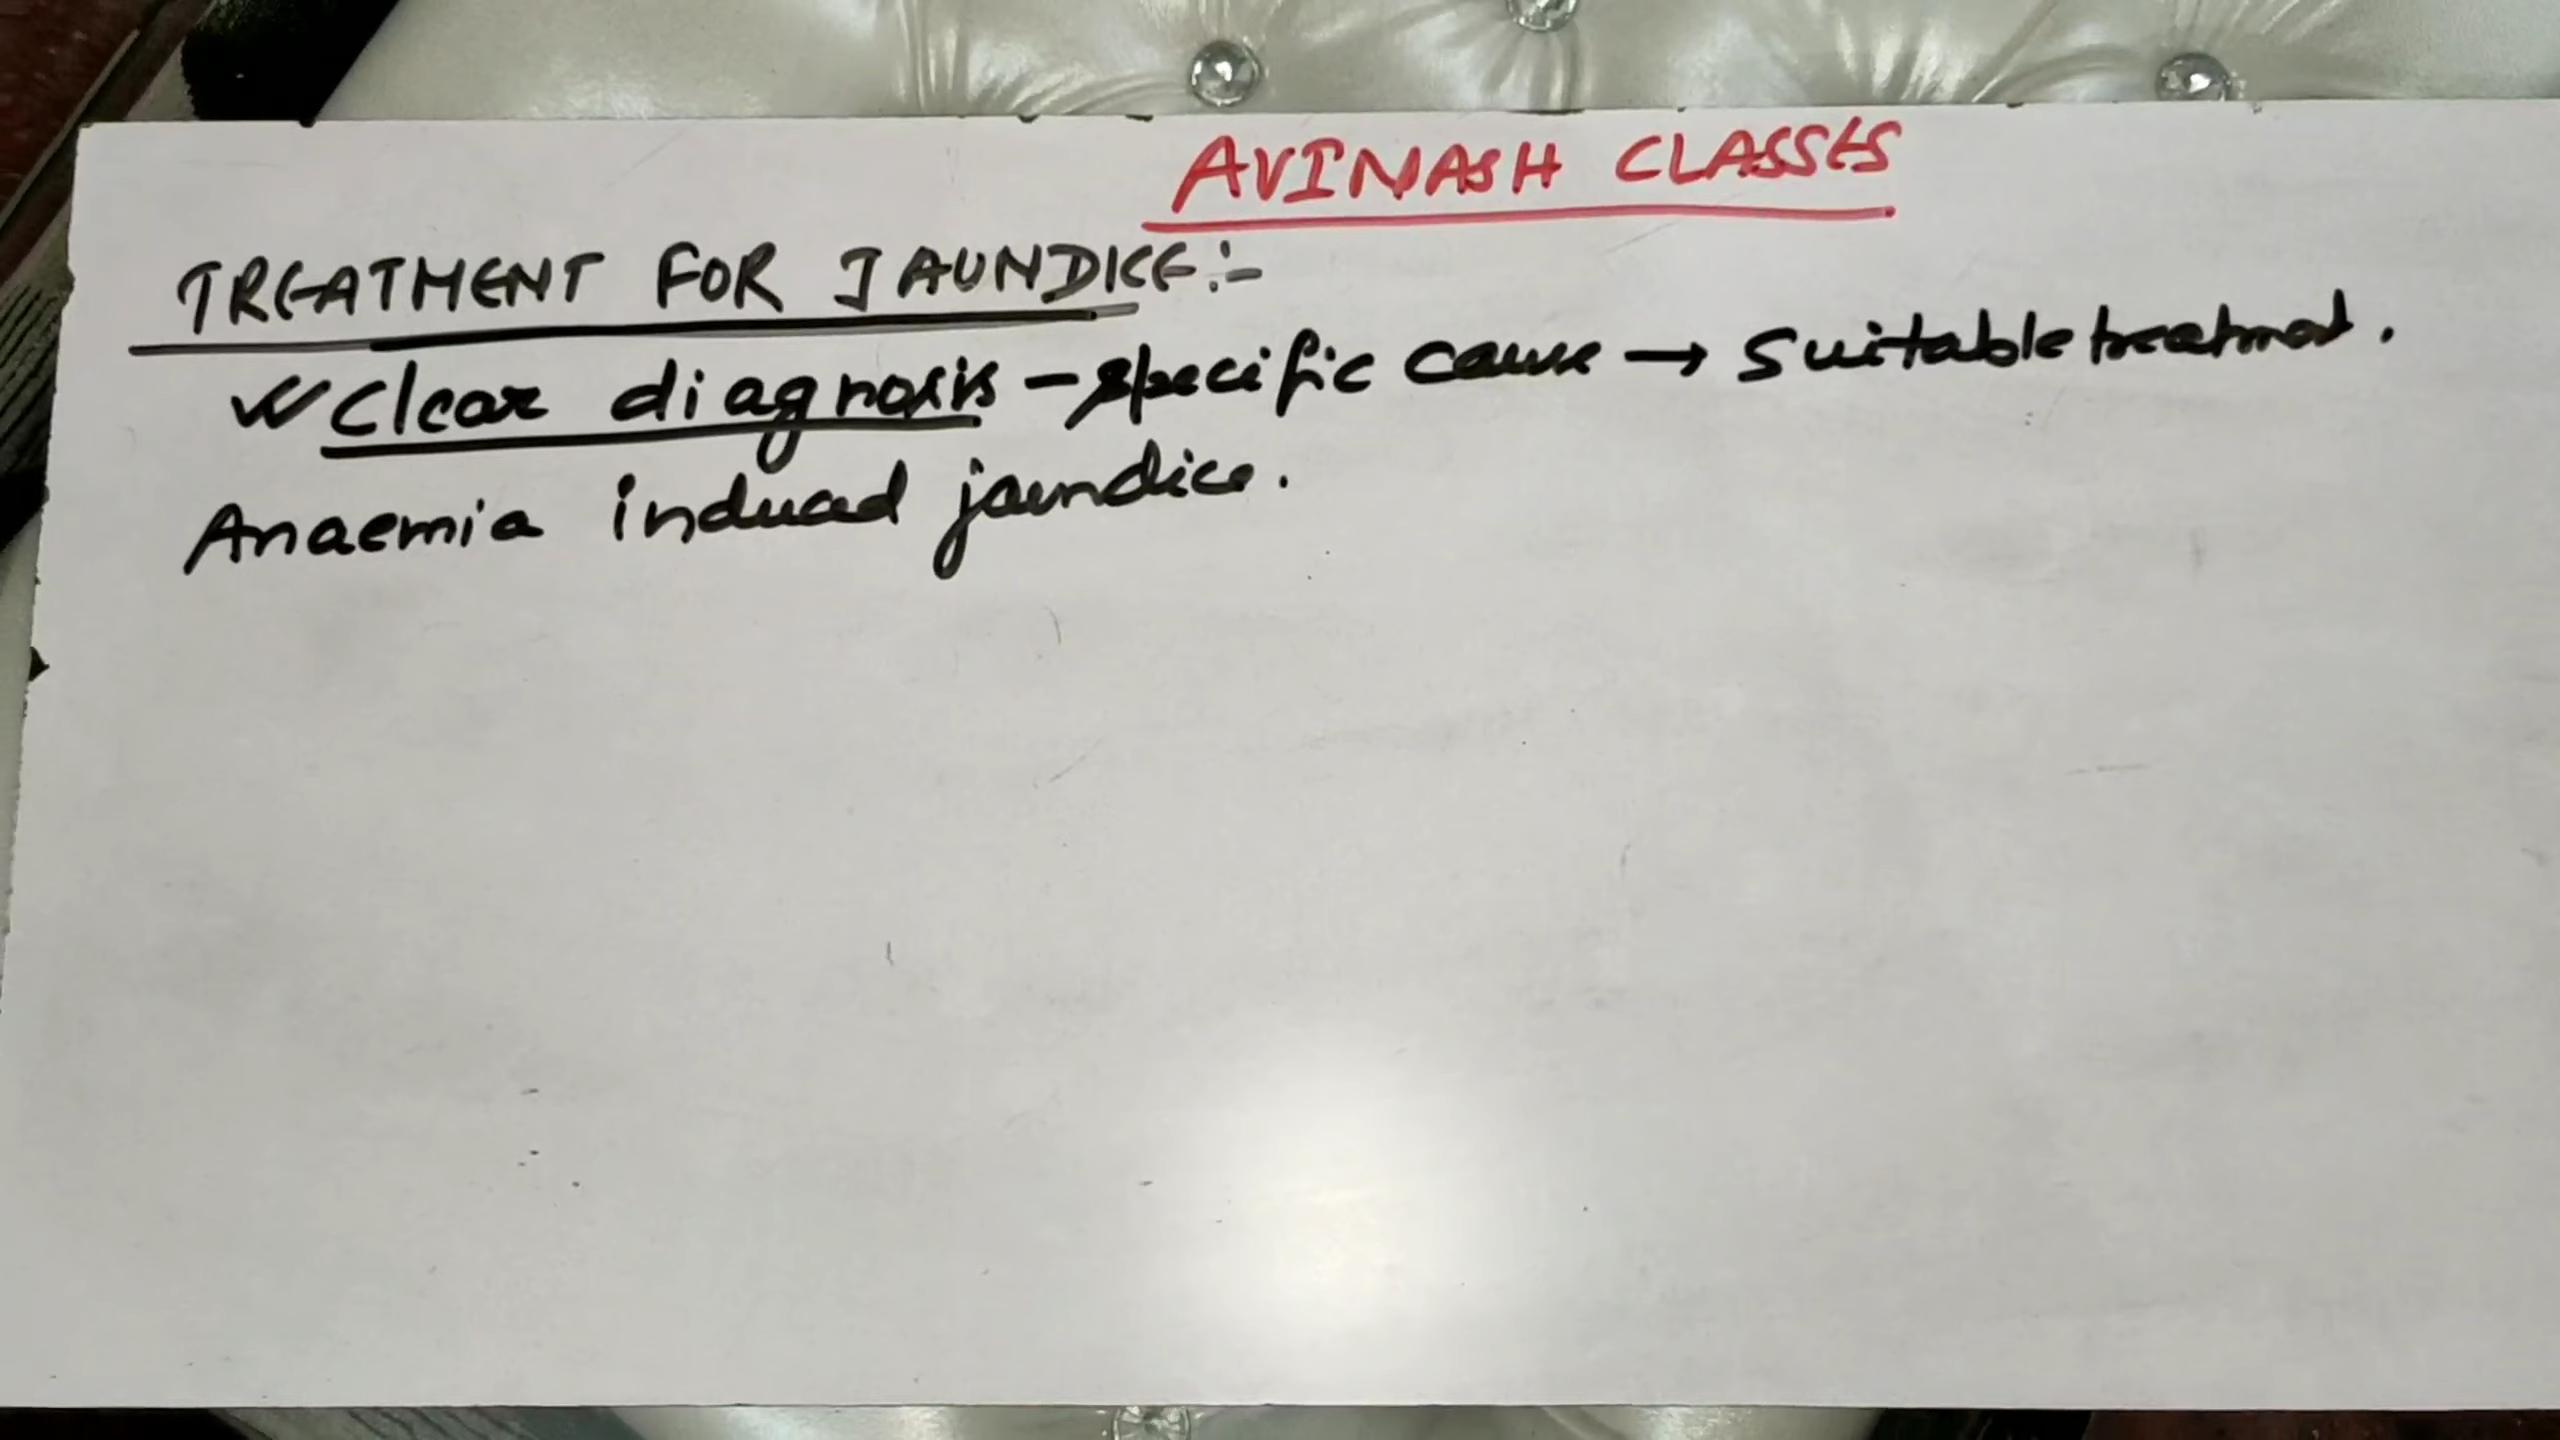 AVINASH CLASSES
TREATMENT FOR JAUNDICE:-
Clear diagnosis - specific cause → Suitable treatment.
Anaemia induced jaundice.